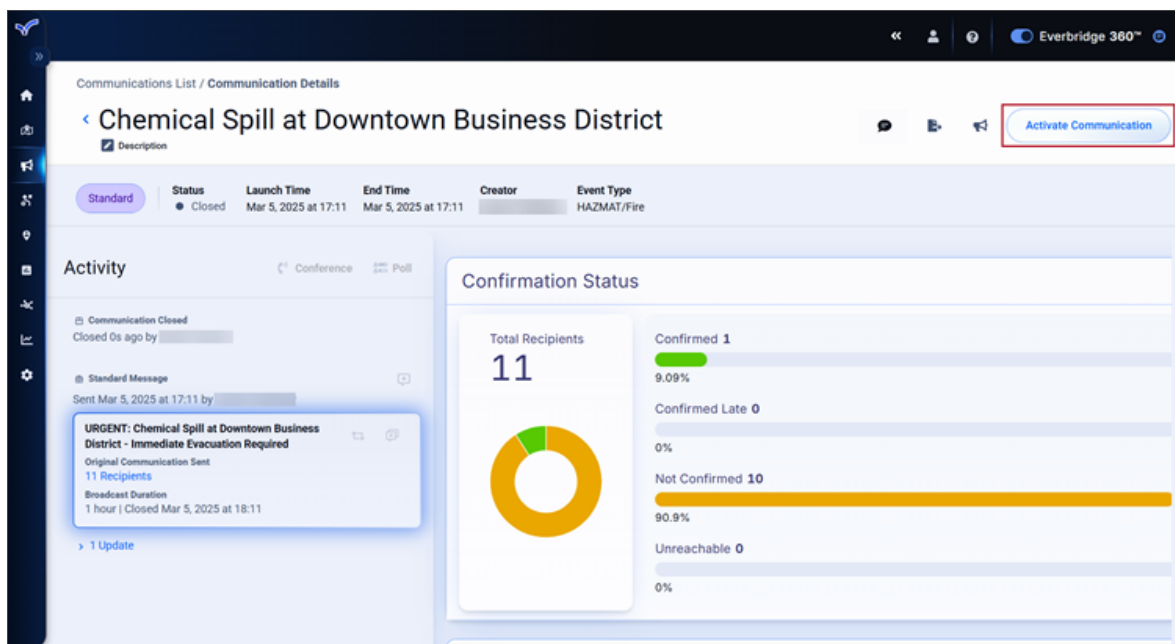 Everbridge 360™
Communications List / Communication Details
Chemical Spill at Downtown Business District
Description
Activate Communication
Standard
Status
Closed
Launch Time
Mar 5, 2025 at 17:11
End Time
Mar 5, 2025 at 17:11
Creator
Event Type
HAZMAT/Fire
Activity
Conference
Poll
Communication Closed
Closed 0s ago by
Standard Message
Sent Mar 5, 2025 at 17:11 by
URGENT: Chemical Spill at Downtown Business
District - Immediate Evacuation Required
Original Communication Sent
11 Recipients
Broadcast Duration
1 hour | Closed Mar 5, 2025 at 18:11
1 Update
Confirmation Status
Total Recipients
11
Confirmed 1
9.09%
Confirmed Late 0
0%
Not Confirmed 10
90.9%
Unreachable 0
0%